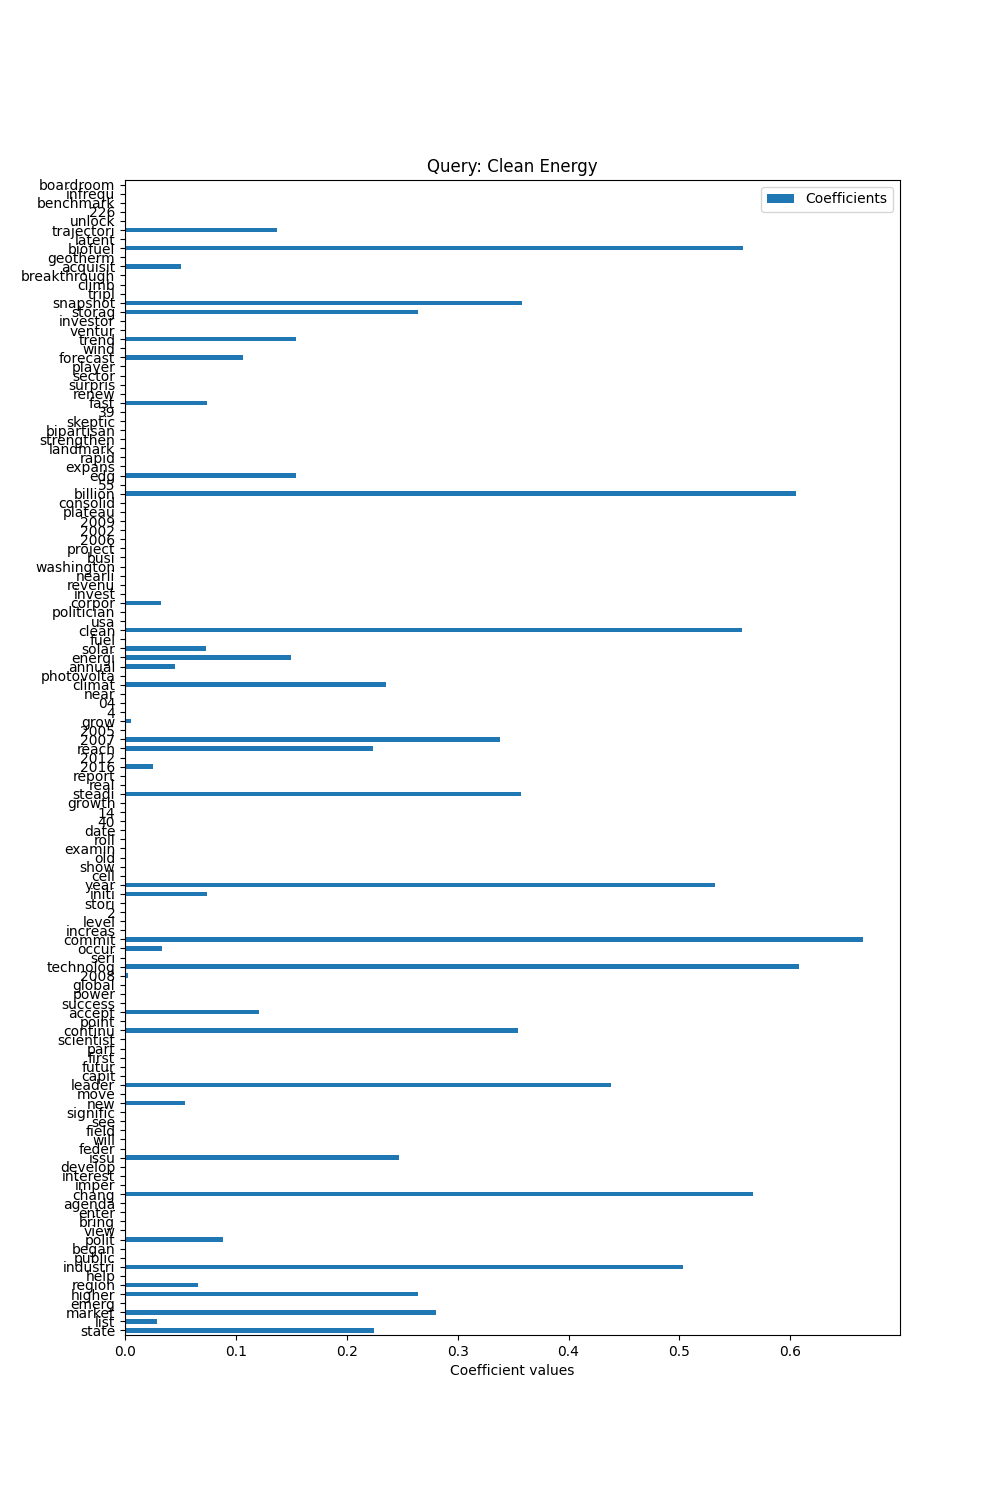 Query: Clean Energy
Coefficients
boardroom
infrequ
benchmark
226
unlock
trajectori
latent
biofuel
geotherm
acquisit
breakthrough
climb
tripl
snapshot
storag
investor
ventur
trend
wind
forecast
player
sector
surpris
renew
fast
39
skeptic
bipartisan
strengthen
landmark
rapid
expans
edg
55
billion
consolid
plateau
2009
2002
2006
project
busi
washington
nearli
revenu
invest
corpor
politician
usa
clean
fuel
solar
energi
annual
photovolta
climat
near
04
4
grow
2005
2007
reach
2012
2016
report
real
steadi
growth
14
40
date
roll
examin
old
show
cell
year
initi
stori
2
level
increas
commit
occur
seri
technolog
2008
global
power
success
accept
point
continu
scientist
part
first
futur
capit
leader
move
new
signific
see
field
will
feder
issu
develop
interest
imper
chang
agenda
enter
bring
view
polit
began
public
industri
help
region
higher
emerg
market
list
state
0.0 0.1 0.2 0.3 0.4 0.5 0.6
Coefficient values